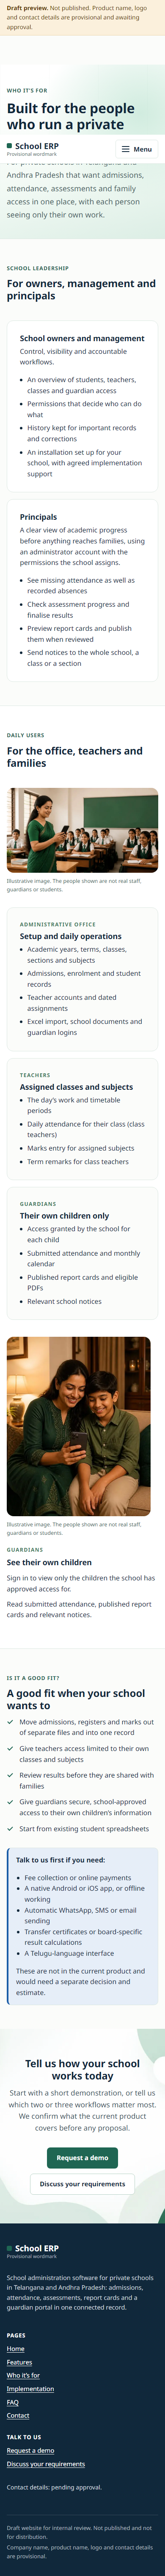 Draft preview. Not published. Product name, logo
and contact details are provisional and awaiting
approval.
WHO IT'S FOR
Built for the people
who run a private
School ERP
Provisional wordmark
Menu
Andhra Pradesh that want admissions,
attendance, assessments and family
access in one place, with each person
seeing only their own work.
SCHOOL LEADERSHIP
For owners, management and
principals
School owners and management
Control, visibility and accountable
workflows.
• An overview of students, teachers,
classes and guardian access
• Permissions that decide who can do
what
• History kept for important records
and corrections
• An installation set up for your
school, with agreed implementation
support
Principals
A clear view of academic progress
before anything reaches families, using
an administrator account with the
permissions the school assigns.
• See missing attendance as well as
recorded absences
• Check assessment progress and
finalise results
• Preview report cards and publish
them when reviewed
• Send notices to the whole school, a
class or a section
DAILY USERS
For the office, teachers and
families
Illustrative image. The people shown are not real staff,
guardians or students.
ADMINISTRATIVE OFFICE
Setup and daily operations
• Academic years, terms, classes,
sections and subjects
• Admissions, enrolment and student
records
• Teacher accounts and dated
assignments
• Excel import, school documents and
guardian logins
TEACHERS
Assigned classes and subjects
• The day's work and timetable
periods
• Daily attendance for their class (class
teachers)
• Marks entry for assigned subjects
• Term remarks for class teachers
GUARDIANS
Their own children only
• Access granted by the school for
each child
• Submitted attendance and monthly
calendar
• Published report cards and eligible
PDFs
• Relevant school notices
Illustrative image. The people shown are not real staff,
guardians or students.
GUARDIANS
See their own children
Sign in to view only the children the school has
approved access for.
Read submitted attendance, published report
cards and relevant notices.
IS IT A GOOD FIT?
A good fit when your school
wants to
Move admissions, registers and marks out
of separate files and into one record
Give teachers access limited to their own
classes and subjects
Review results before they are shared with
families
Give guardians secure, school-approved
access to their own children's information
Start from existing student spreadsheets
Talk to us first if you need:
• Fee collection or online payments
• A native Android or iOS app, or offline
working
• Automatic WhatsApp, SMS or email
sending
• Transfer certificates or board-specific
result calculations
• A Telugu-language interface
These are not in the current product and
would need a separate decision and
estimate.
Tell us how your school
works today
Start with a short demonstration, or tell us
which two or three workflows matter most.
We confirm what the current product
covers before any proposal.
Request a demo
Discuss your requirements
School ERP
Provisional wordmark
School administration software for private schools
in Telangana and Andhra Pradesh: admissions,
attendance, assessments, report cards and a
guardian portal in one connected record.
PAGES
Home
Features
Who it's for
Implementation
FAQ
Contact
TALK TO US
Request a demo
Discuss your requirements
Contact details: pending approval.
Draft website for internal review. Not published and not
for distribution.
Company name, product name, logo and contact details
are provisional.